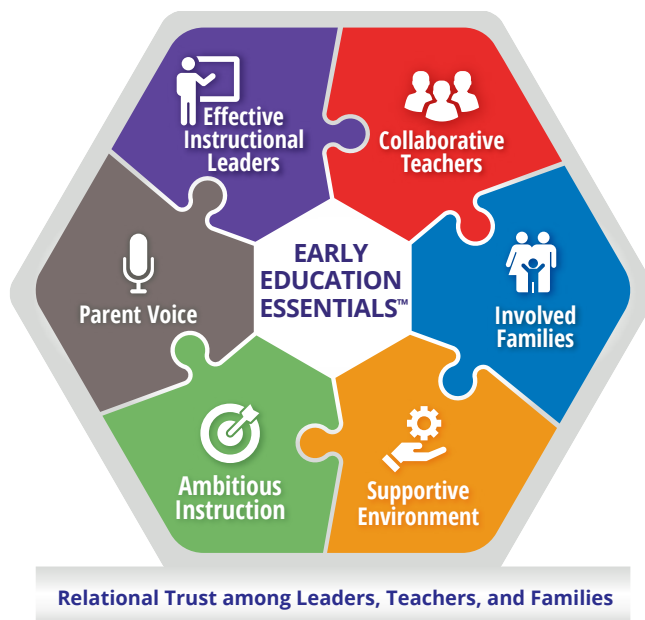 Effective
Instructional
Leaders
Collaborative
Teachers
Parent Voice
EARLY
EDUCATION
ESSENTIALS™
Involved
Families
Ambitious
Instruction
Supportive
Environment
Relational Trust among Leaders, Teachers, and Families